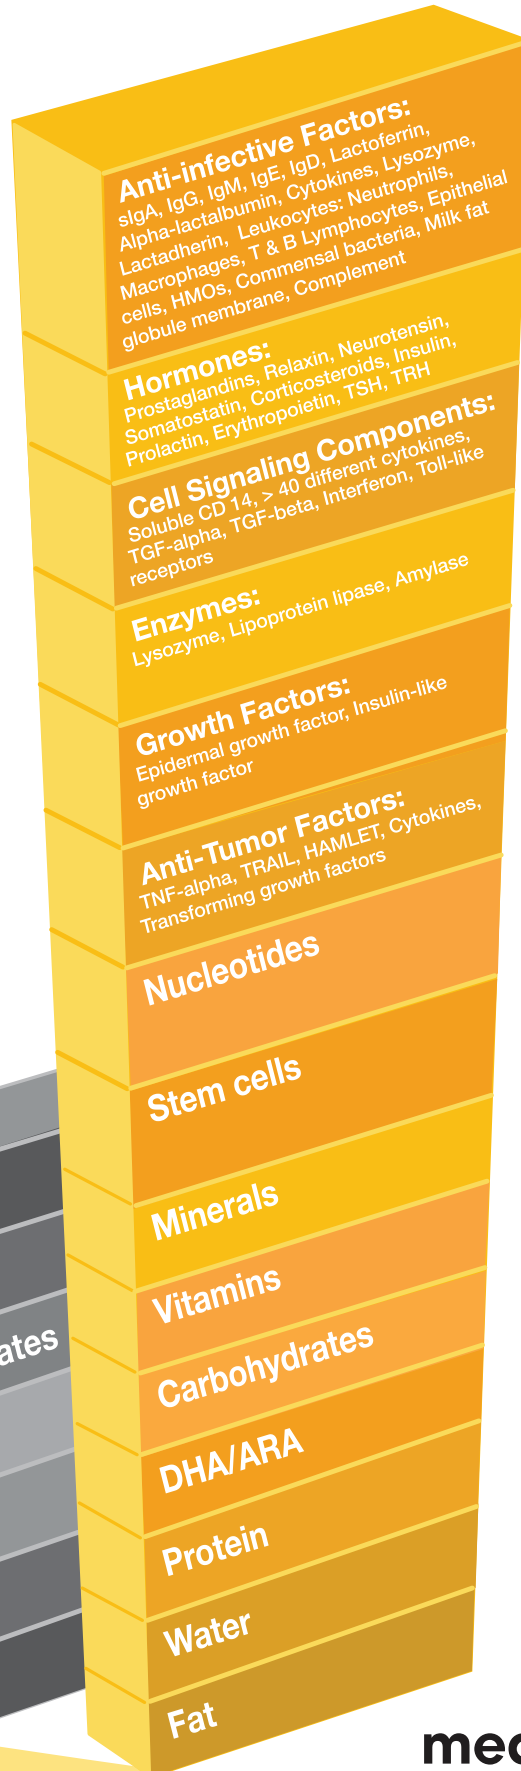 Anti-infective Factors:
sIgA, IgG, IgM, IgE, IgD, Lactoferrin,
Alpha-lactalbumin, Cytokines, Lysozyme,
Lactadherin, Leukocytes: Neutrophils,
Macrophages, T & B Lymphocytes, Epithelial
cells, HMOs, Commensal bacteria, Milk fat
globule membrane, Complement
Hormones:
Prostaglandins, Relaxin, Neurotensin,
Somatostatin, Corticosteroids, Insulin,
Prolactin, Erythropoietin, TSH, TRH
Cell Signaling Components:
Soluble CD 14, > 40 different cytokines,
TGF-alpha, TGF-beta, Interferon, Toll-like
receptors
Enzymes:
Lysozyme, Lipoprotein lipase, Amylase
Growth Factors:
Epidermal growth factor, Insulin-like
growth factor
Anti-Tumor Factors:
TNF-alpha, TRAIL, HAMLET, Cytokines,
Transforming growth factors
Nucleotides
Stem cells
Minerals
Vitamins
ates
Carbohydrates
DHA/ARA
Protein
Water
Fat